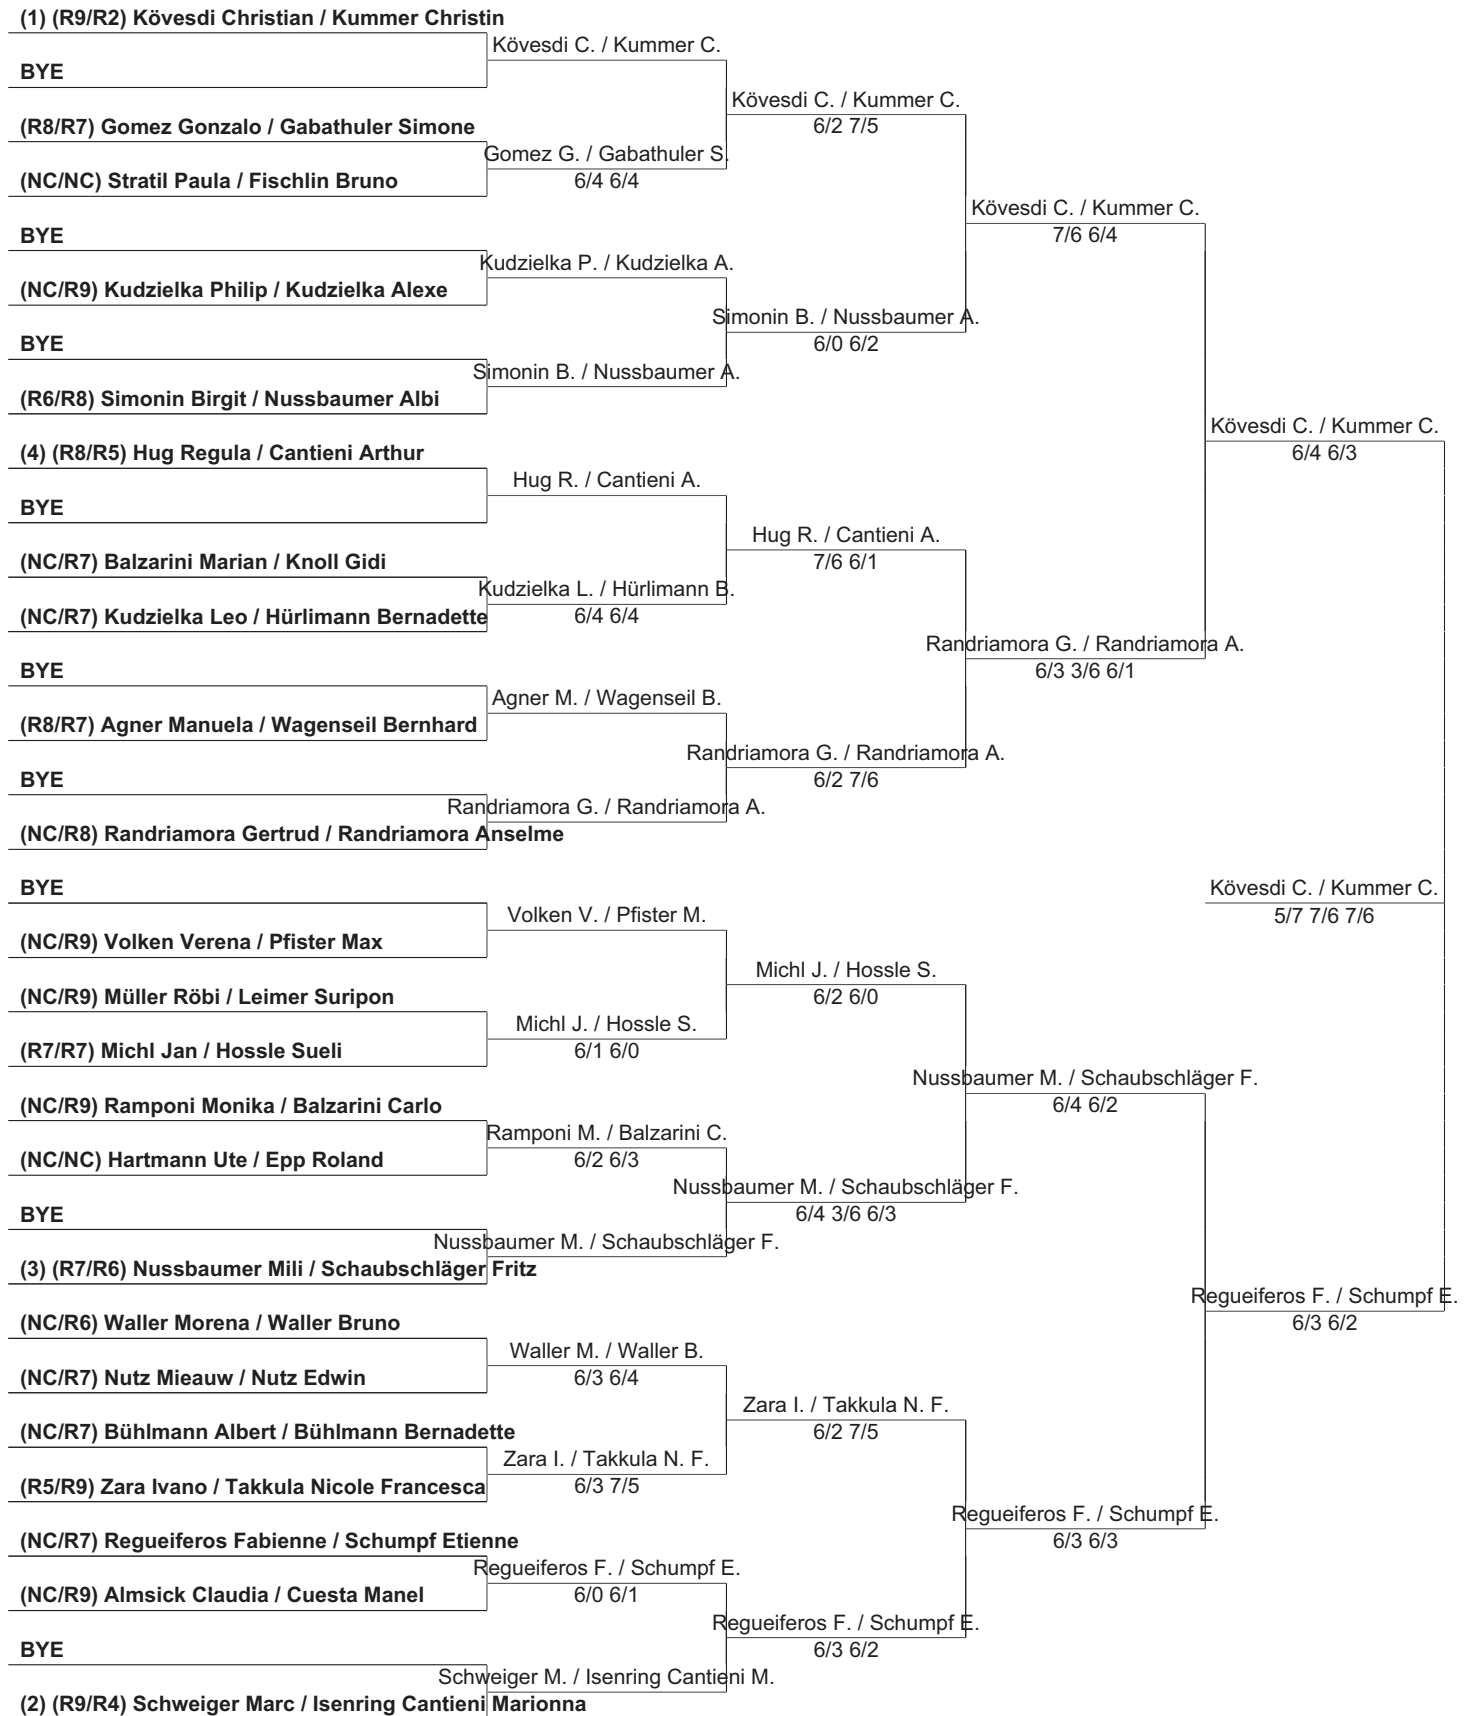 (1) (R9/R2) Kövesdi Christian / Kummer Christin
Kövesdi C. / Kummer C.
BYE
Kövesdi C. / Kummer C.
6/2 7/5
(R8/R7) Gomez Gonzalo / Gabathuler Simone
Gomez G. / Gabathuler S.
6/4 6/4
(NC/NC) Stratil Paula / Fischlin Bruno
Kövesdi C. / Kummer C.
7/6 6/4
BYE
Kudzielka P. / Kudzielka A.
(NC/R9) Kudzielka Philip / Kudzielka Alexe
Simonin B. / Nussbaumer A.
6/0 6/2
BYE
Simonin B. / Nussbaumer A.
(R6/R8) Simonin Birgit / Nussbaumer Albi
Kövesdi C. / Kummer C.
6/4 6/3
(4) (R8/R5) Hug Regula / Cantieni Arthur
Hug R. / Cantieni A.
BYE
Hug R. / Cantieni A.
7/6 6/1
(NC/R7) Balzarini Marian / Knoll Gidi
Kudzielka L. / Hürlimann B.
6/4 6/4
(NC/R7) Kudzielka Leo / Hürlimann Bernadette
Randriamora G. / Randriamora A.
6/3 3/6 6/1
BYE
Agner M. / Wagenseil B.
(R8/R7) Agner Manuela / Wagenseil Bernhard
Randriamora G. / Randriamora A.
6/2 7/6
BYE
Randriamora G. / Randriamora A.
(NC/R8) Randriamora Gertrud / Randriamora Anselme
BYE
Kövesdi C. / Kummer C.
5/7 7/6 7/6
Volken V. / Pfister M.
(NC/R9) Volken Verena / Pfister Max
Michl J. / Hossle S.
6/2 6/0
(NC/R9) Müller Röbi / Leimer Suripon
Michl J. / Hossle S.
6/1 6/0
(R7/R7) Michl Jan / Hossle Sueli
Nussbaumer M. / Schaubschläger F.
6/4 6/2
(NC/R9) Ramponi Monika / Balzarini Carlo
Ramponi M. / Balzarini C.
6/2 6/3
(NC/NC) Hartmann Ute / Epp Roland
Nussbaumer M. / Schaubschläger F.
6/4 3/6 6/3
BYE
Nussbaumer M. / Schaubschläger F.
(3) (R7/R6) Nussbaumer Mili / Schaubschläger Fritz
Regueiferos F. / Schumpf E.
6/3 6/2
(NC/R6) Waller Morena / Waller Bruno
Waller M. / Waller B.
6/3 6/4
(NC/R7) Nutz Mieauw / Nutz Edwin
Zara I. / Takkula N. F.
6/2 7/5
(NC/R7) Bühlmann Albert / Bühlmann Bernadette
Zara I. / Takkula N. F.
6/3 7/5
(R5/R9) Zara Ivano / Takkula Nicole Francesca
Regueiferos F. / Schumpf E.
6/3 6/3
(NC/R7) Regueiferos Fabienne / Schumpf Etienne
Regueiferos F. / Schumpf E.
6/0 6/1
(NC/R9) Almsick Claudia / Cuesta Manel
Regueiferos F. / Schumpf E.
6/3 6/2
BYE
Schweiger M. / Isenring Cantieni M.
(2) (R9/R4) Schweiger Marc / Isenring Cantieni Marionna